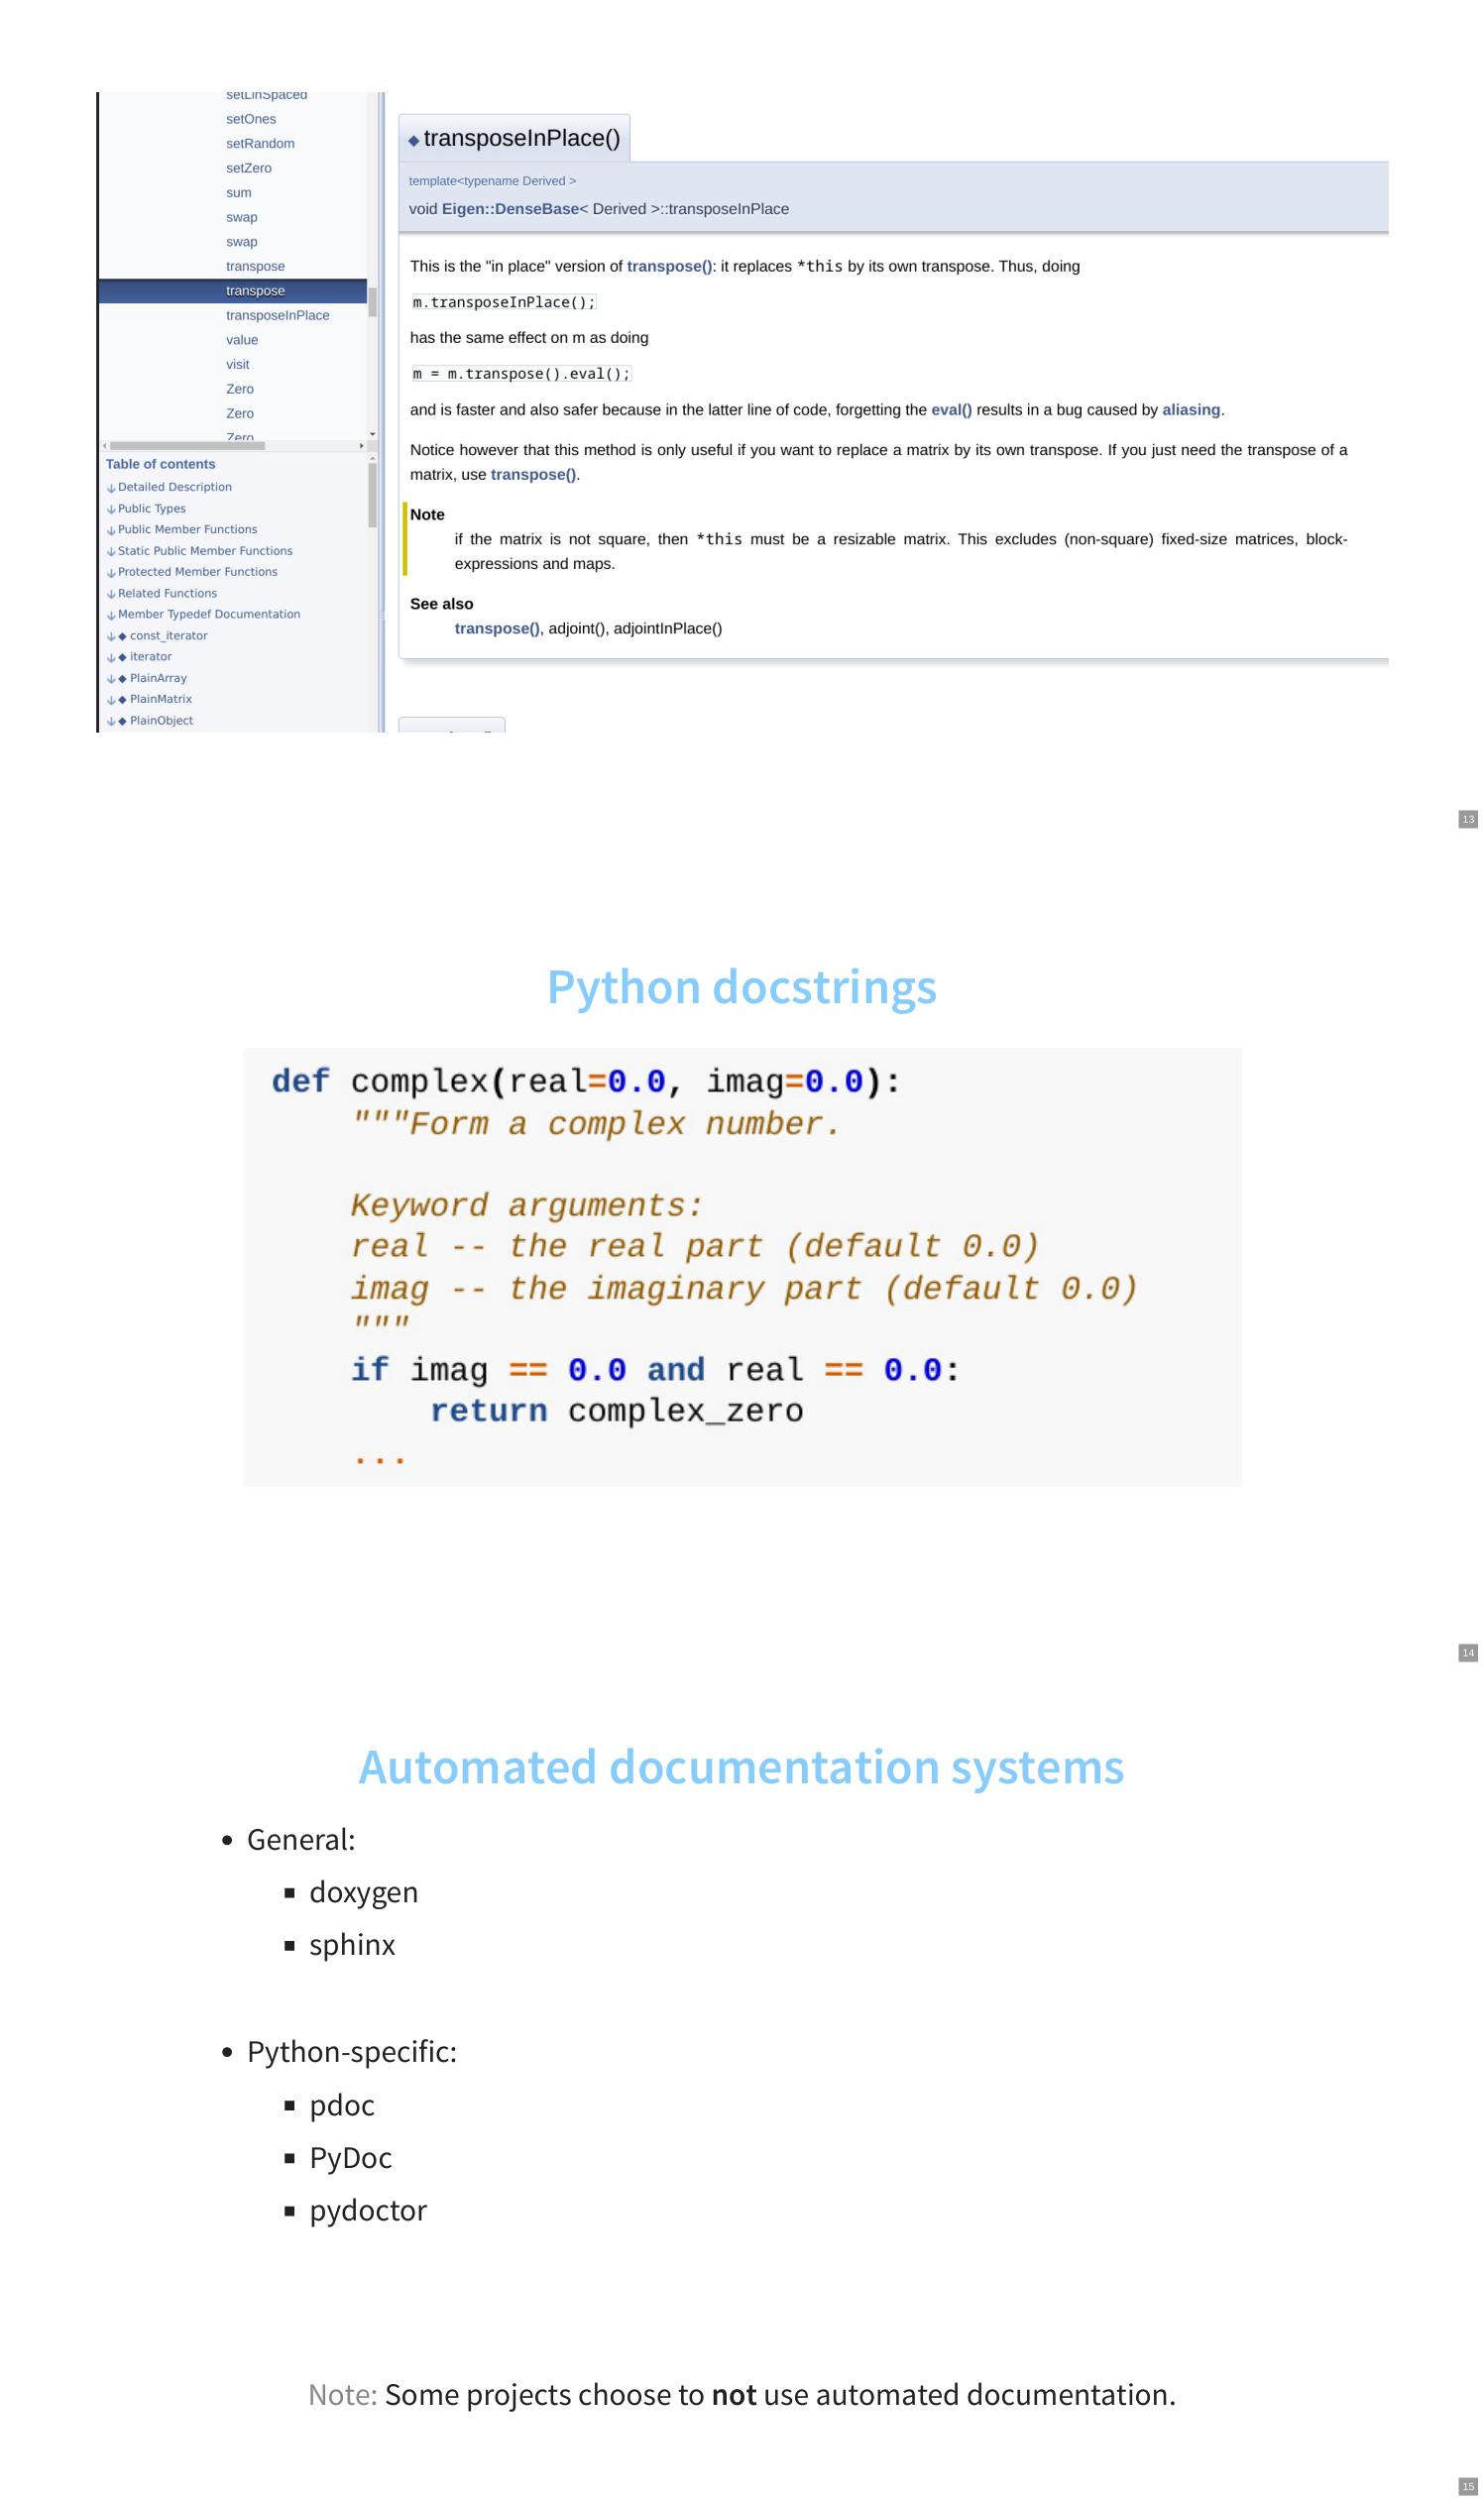 setLinSpaced
setOnes
setRandom
setZero
sum
swap
swap
transpose
transpose
transposeInPlace
value
visit
Zero
Zero
Zero
Table of contents
Detailed Description
Public Types
Public Member Functions
Static Public Member Functions
Protected Member Functions
Related Functions
Member Typedef Documentation
◆ const_iterator
◆ iterator
◆ PlainArray
◆ PlainMatrix
◆ PlainObject
◆ transposeInPlace()
template<typename Derived >
void Eigen::DenseBase< Derived >::transposeInPlace
This is the "in place" version of transpose(): it replaces *this by its own transpose. Thus, doing
m.transposeInPlace();
has the same effect on m as doing
m = m.transpose().eval();
and is faster and also safer because in the latter line of code, forgetting the eval() results in a bug caused by aliasing.
Notice however that this method is only useful if you want to replace a matrix by its own transpose. If you just need the transpose of a
matrix, use transpose().
Note
if the matrix is not square, then *this must be a resizable matrix. This excludes (non-square) fixed-size matrices, block-
expressions and maps.
See also
transpose(), adjoint(), adjointInPlace()
13
Python docstrings
def complex(real=0.0, imag=0.0):
"""Form a complex number.
Keyword arguments:
real -- the real part (default 0.0)
imag -- the imaginary part (default 0.0)
"""
if imag == 0.0 and real == 0.0:
return complex_zero
...
14
Automated documentation systems
• General:
▪ doxygen
▪ sphinx
• Python-specific:
▪ pdoc
▪ PyDoc
▪ pydoctor
Note: Some projects choose to not use automated documentation.
15